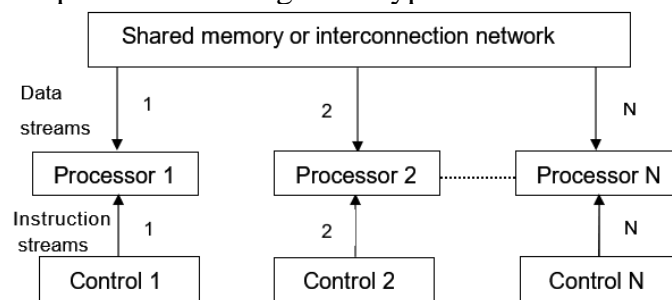 Shared memory or interconnection network
Data
streams
1
2
N
Processor 1
Processor 2
Processor N
Instruction
streams
1
2
N
Control 1
Control 2
Control N